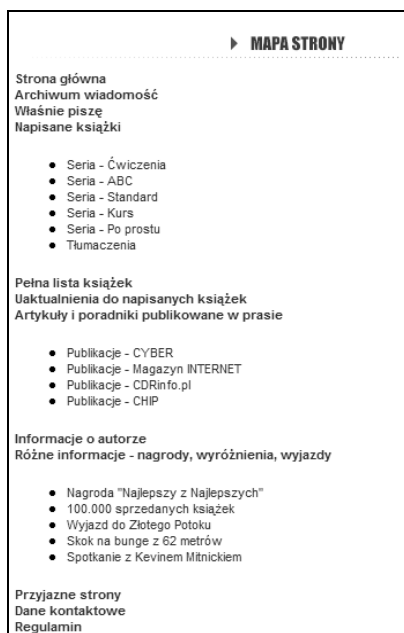 MAPA STRONY
Strona główna
Archiwum wiadomość
Właśnie piszę
Napisane książki
Seria - Ćwiczenia
Seria - ABC
Seria - Standard
Seria - Kurs
Seria - Po prostu
Tłumaczenia
Pełna lista książek
Uaktualnienia do napisanych książek
Artykuły i poradniki publikowane w prasie
Publikacje - CYBER
Publikacje - Magazyn INTERNET
Publikacje - CDRinfo.pl
Publikacje - CHIP
Informacje o autorze
Różne informacje - nagrody, wyróżnienia, wyjazdy
Nagroda "Najlepszy z Najlepszych"
100.000 sprzedanych książek
Wyjazd do Złotego Potoku
Skok na bunge z 62 metrów
Spotkanie z Kevinem Mitnickiem
Przyjazne strony
Dane kontaktowe
Regulamin